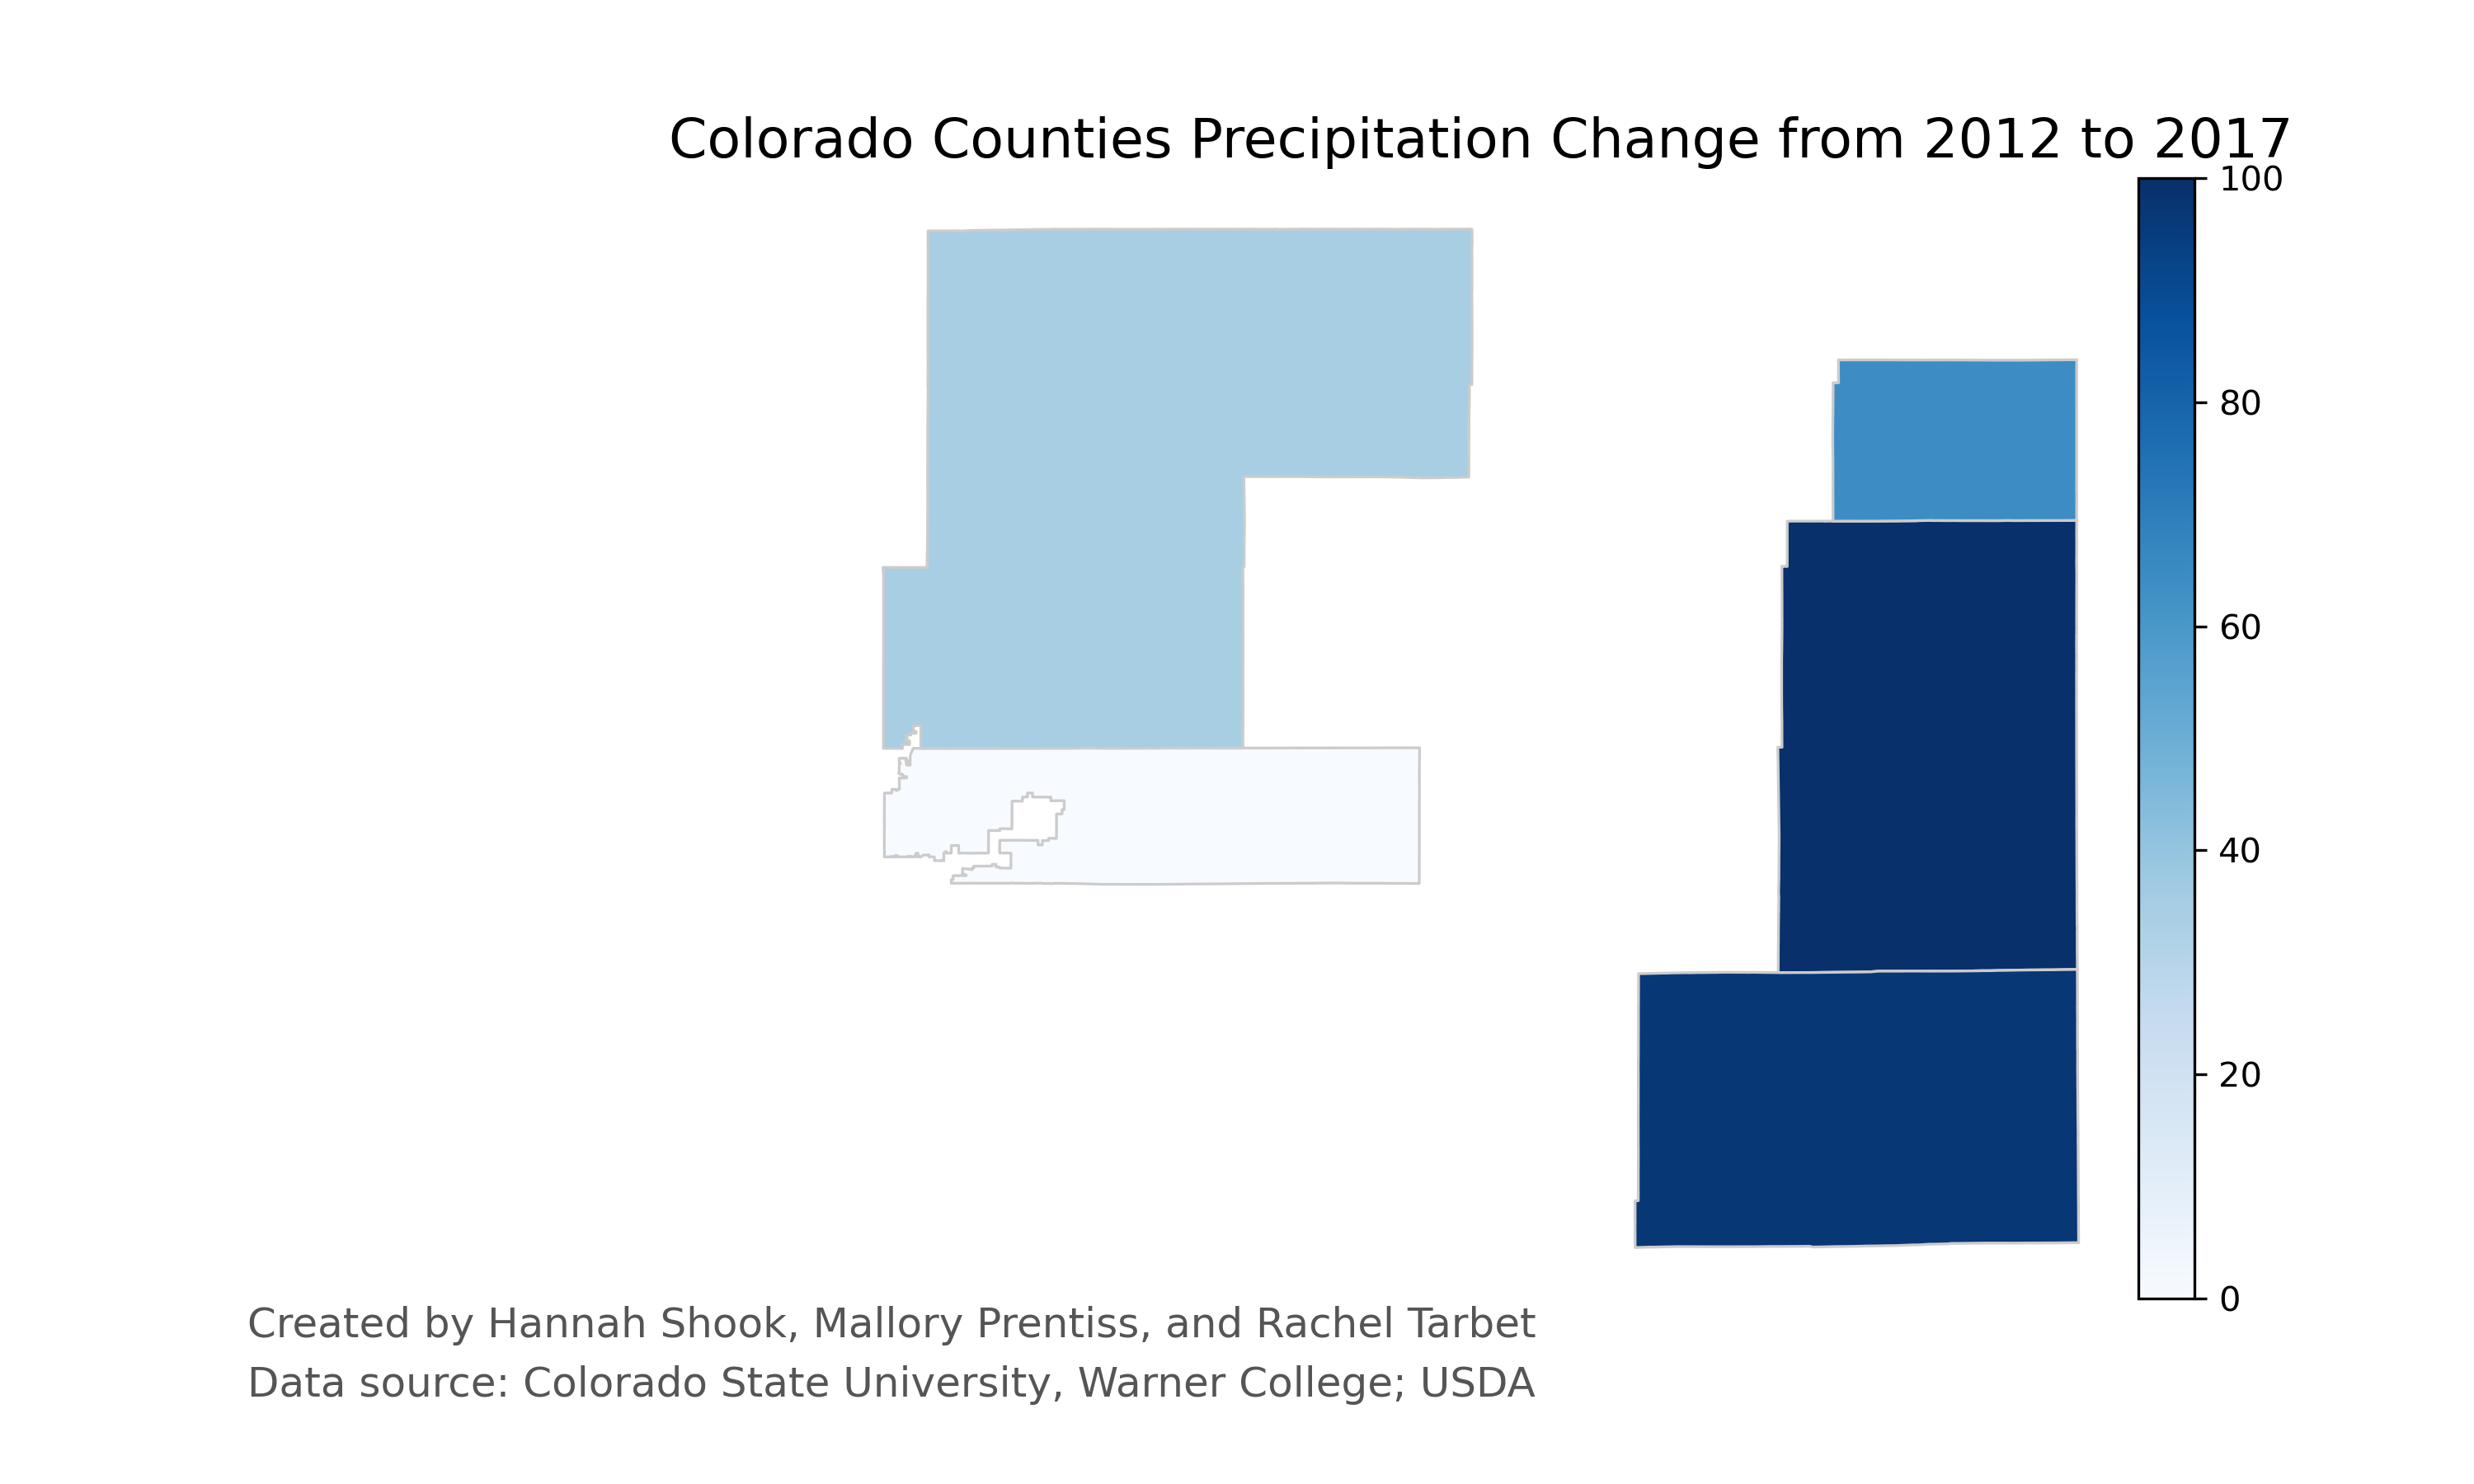 Colorado Counties Precipitation Change from 2012 to 2017
100
80
60
40
20
0
Created by Hannah Shook, Mallory Prentiss, and Rachel Tarbet
Data source: Colorado State University, Warner College; USDA